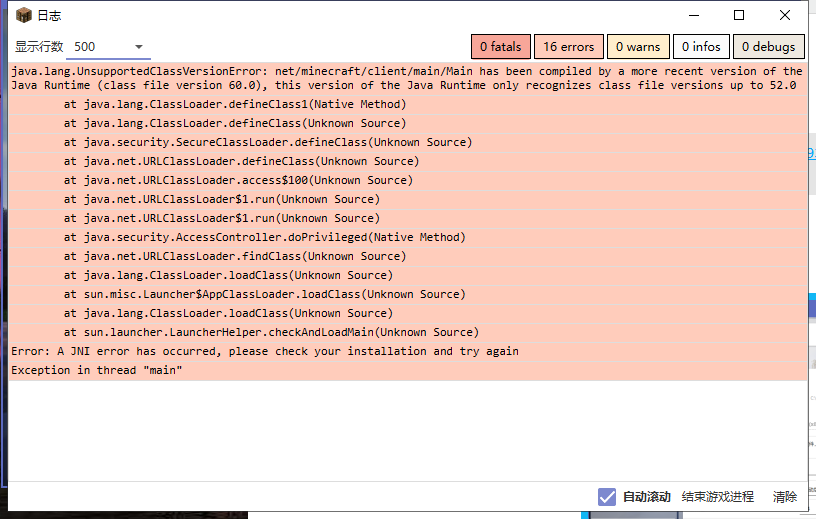 日志
显示行数 500 0 fatals 16 errors 0 warns 0 infos 0 debugs
java.lang.UnsupportedClassVersionError: net/minecraft/client/main/Main has been compiled by a more recent version of the
Java Runtime (class file version 60.0), this version of the Java Runtime only recognizes class file versions up to 52.0
at java.lang.ClassLoader.defineClass1(Native Method)
at java.lang.ClassLoader.defineClass(Unknown Source)
at java.security.SecureClassLoader.defineClass(Unknown Source)
at java.net.URLClassLoader.defineClass(Unknown Source)
at java.net.URLClassLoader.access$100(Unknown Source)
at java.net.URLClassLoader$1.run(Unknown Source)
at java.net.URLClassLoader$1.run(Unknown Source)
at java.security.AccessController.doPrivileged(Native Method)
at java.net.URLClassLoader.findClass(Unknown Source)
at java.lang.ClassLoader.loadClass(Unknown Source)
at sun.misc.Launcher$AppClassLoader.loadClass(Unknown Source)
at java.lang.ClassLoader.loadClass(Unknown Source)
at sun.launcher.LauncherHelper.checkAndLoadMain(Unknown Source)
Error: A JNI error has occurred, please check your installation and try again
Exception in thread "main"
自动滚动 结束游戏进程 清除